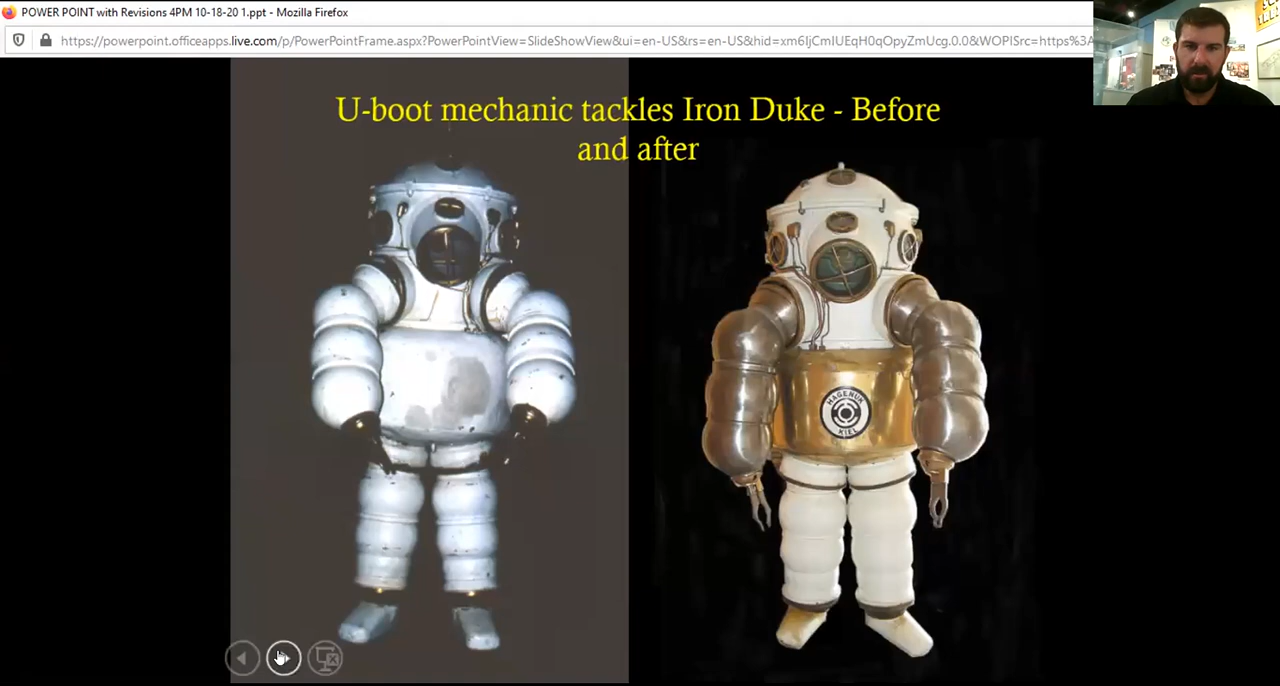 POWER POINT with Revisions 4PM 10-18-20 1.ppt - Mozilla Firefox
https://powerpoint.officeapps.live.com/p/PowerPointFrame.aspx?PowerPointView=SlideShowView&ui=en-US&rs=en-US&hid=xm6IjCmIUEqH0qOpyZmUcg.0.0&WOPISrc=https%3A
U-boot mechanic tackles Iron Duke - Before
and after
HAGENUK
KIEL